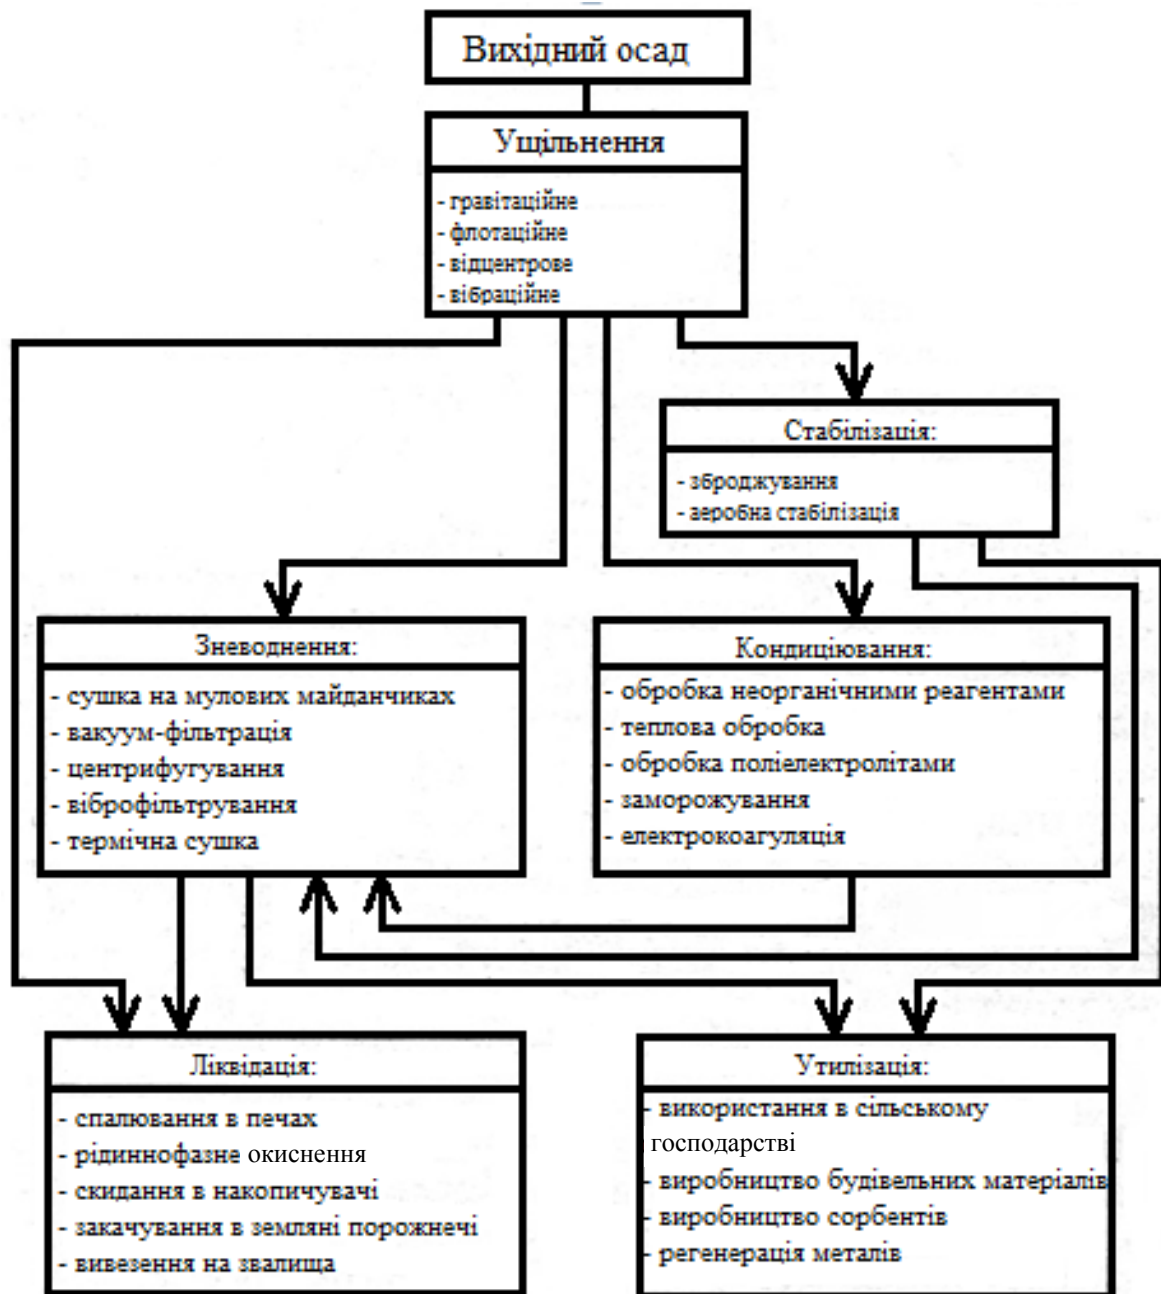 Вихідний осад
Ущільнення
- гравітаційне
- флотаційне
- відцентрове
- вібраційне
Стабілізація:
- зброджування
- аеробна стабілізація
Зневоднення:
- сушка на мулових майданчиках
- вакуум-фільтрація
- центрифугування
- віброфільтрування
- термічна сушка
Кондиціювання:
- обробка неорганічними реагентами
- теплова обробка
- обробка поліелектролітами
- заморожування
- електрокоагуляція
Ліквідація:
- спалювання в печах
- рідиннофазне окиснення
- скидання в накопичувачі
- закачування в земляні порожнечі
- вивезення на звалища
Утилізація:
- використання в сільському
господарстві
- виробництво будівельних матеріалів
- виробництво сорбентів
- регенерація металів